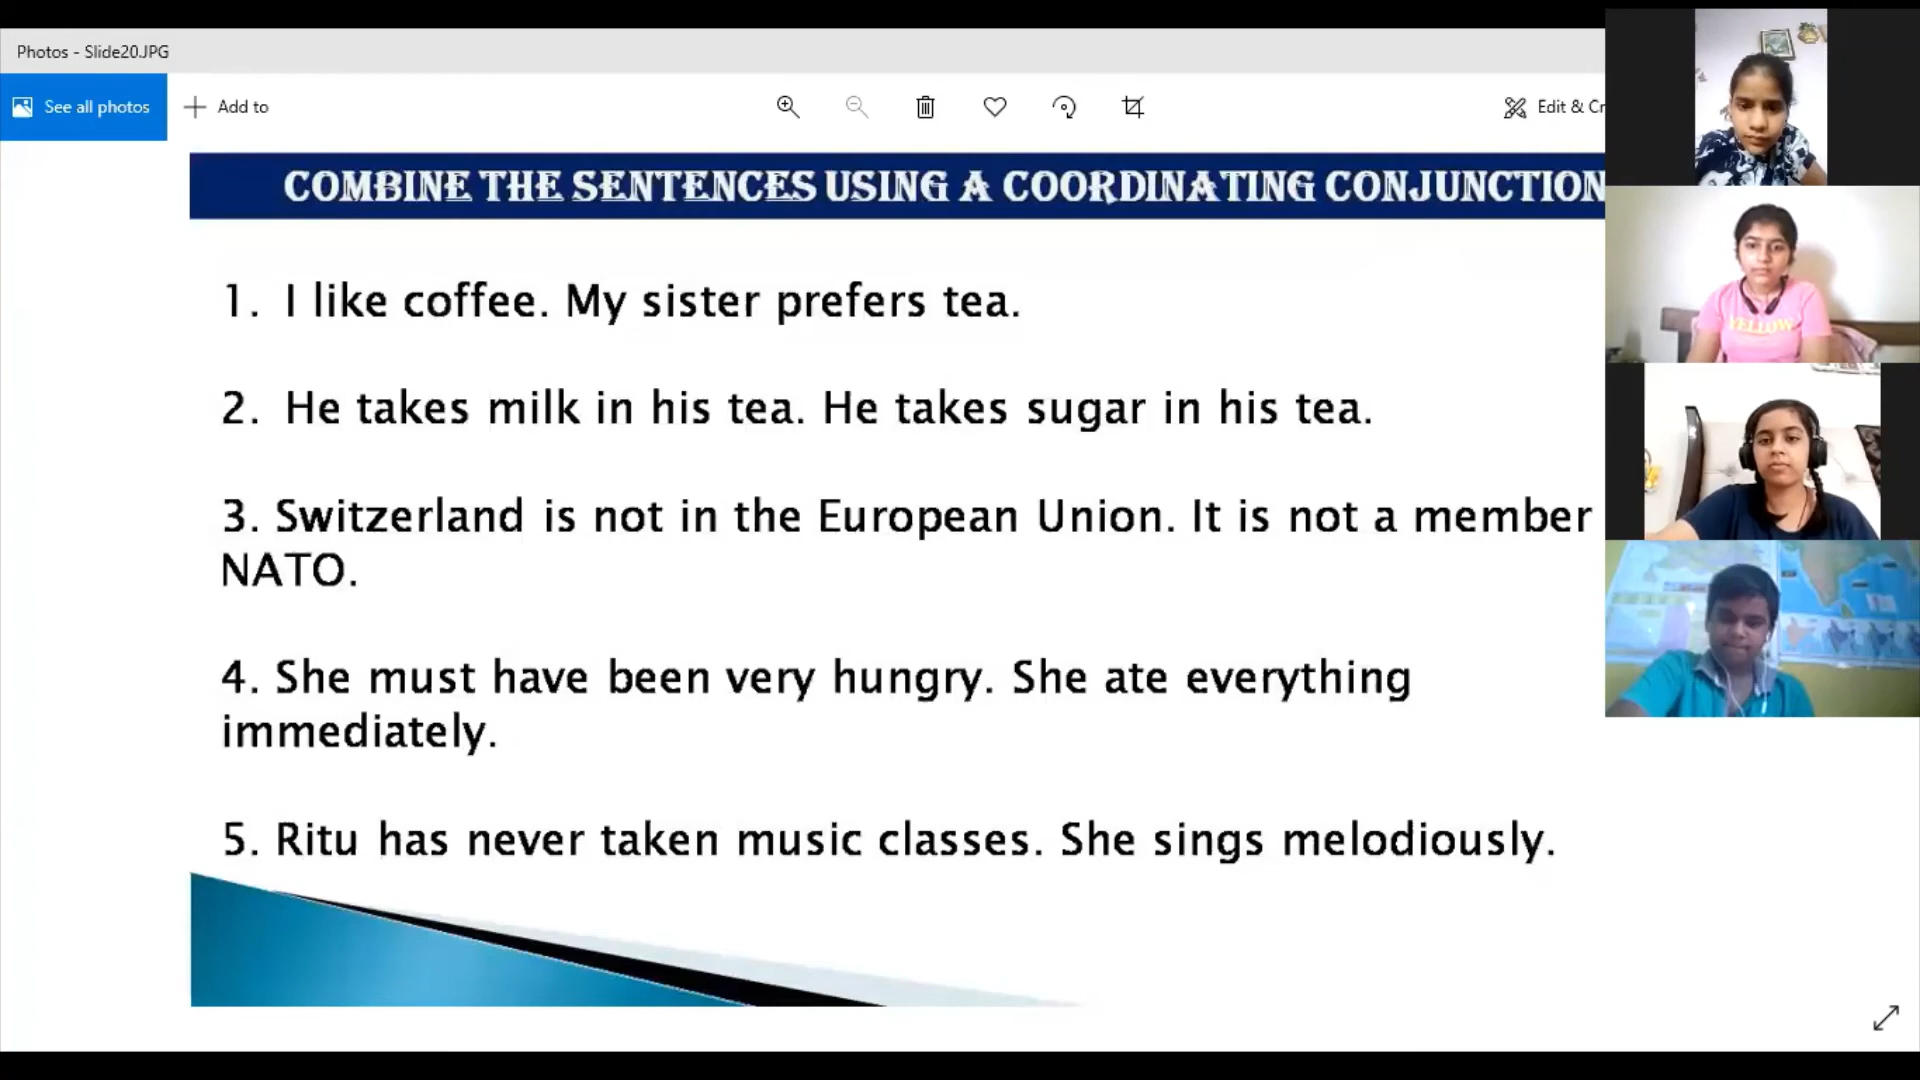 Photos - Slide20.JPG
See all photos
Add to
Edit & Cr
COMBINE THE SENTENCES USING A COORDINATING CONJUNCTION
1. I like coffee. My sister prefers tea.
2. He takes milk in his tea. He takes sugar in his tea.
3. Switzerland is not in the European Union. It is not a member
NATO.
4. She must have been very hungry. She ate everything
immediately.
5. Ritu has never taken music classes. She sings melodiously.
YELLOW